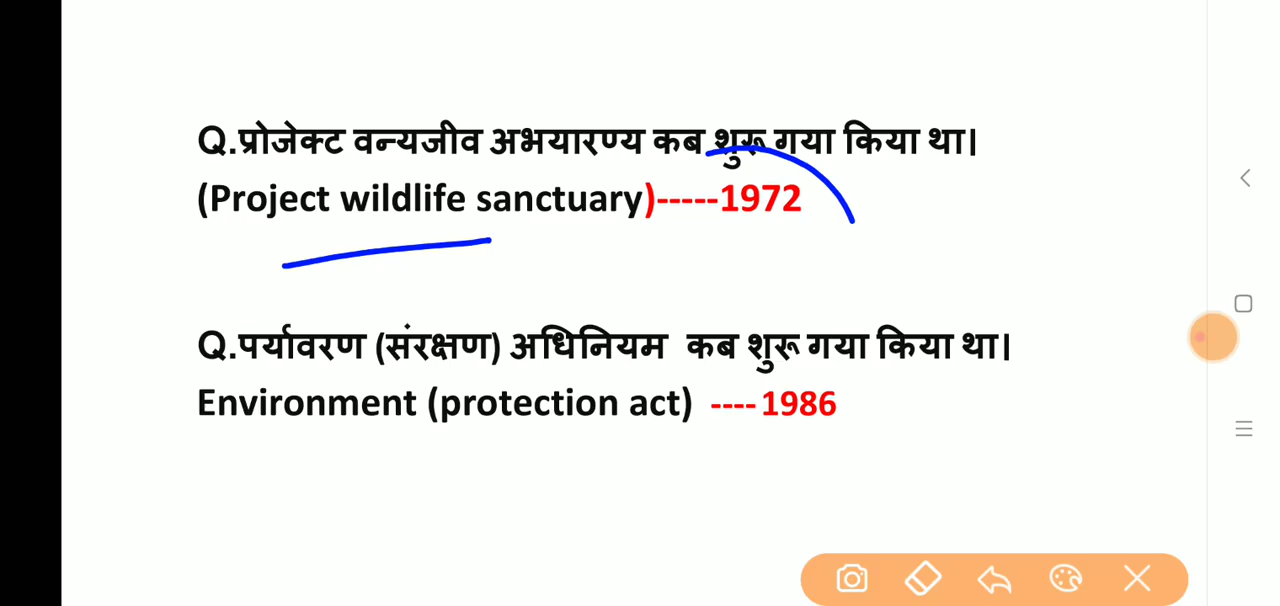 Q.प्रोजेक्ट वन्यजीव अभयारण्य कब शुरू गया किया था।
(Project wildlife sanctuary)-----1972
Q.पर्यावरण (संरक्षण) अधिनियम कब शुरू गया किया था।
Environment (protection act) ----1986